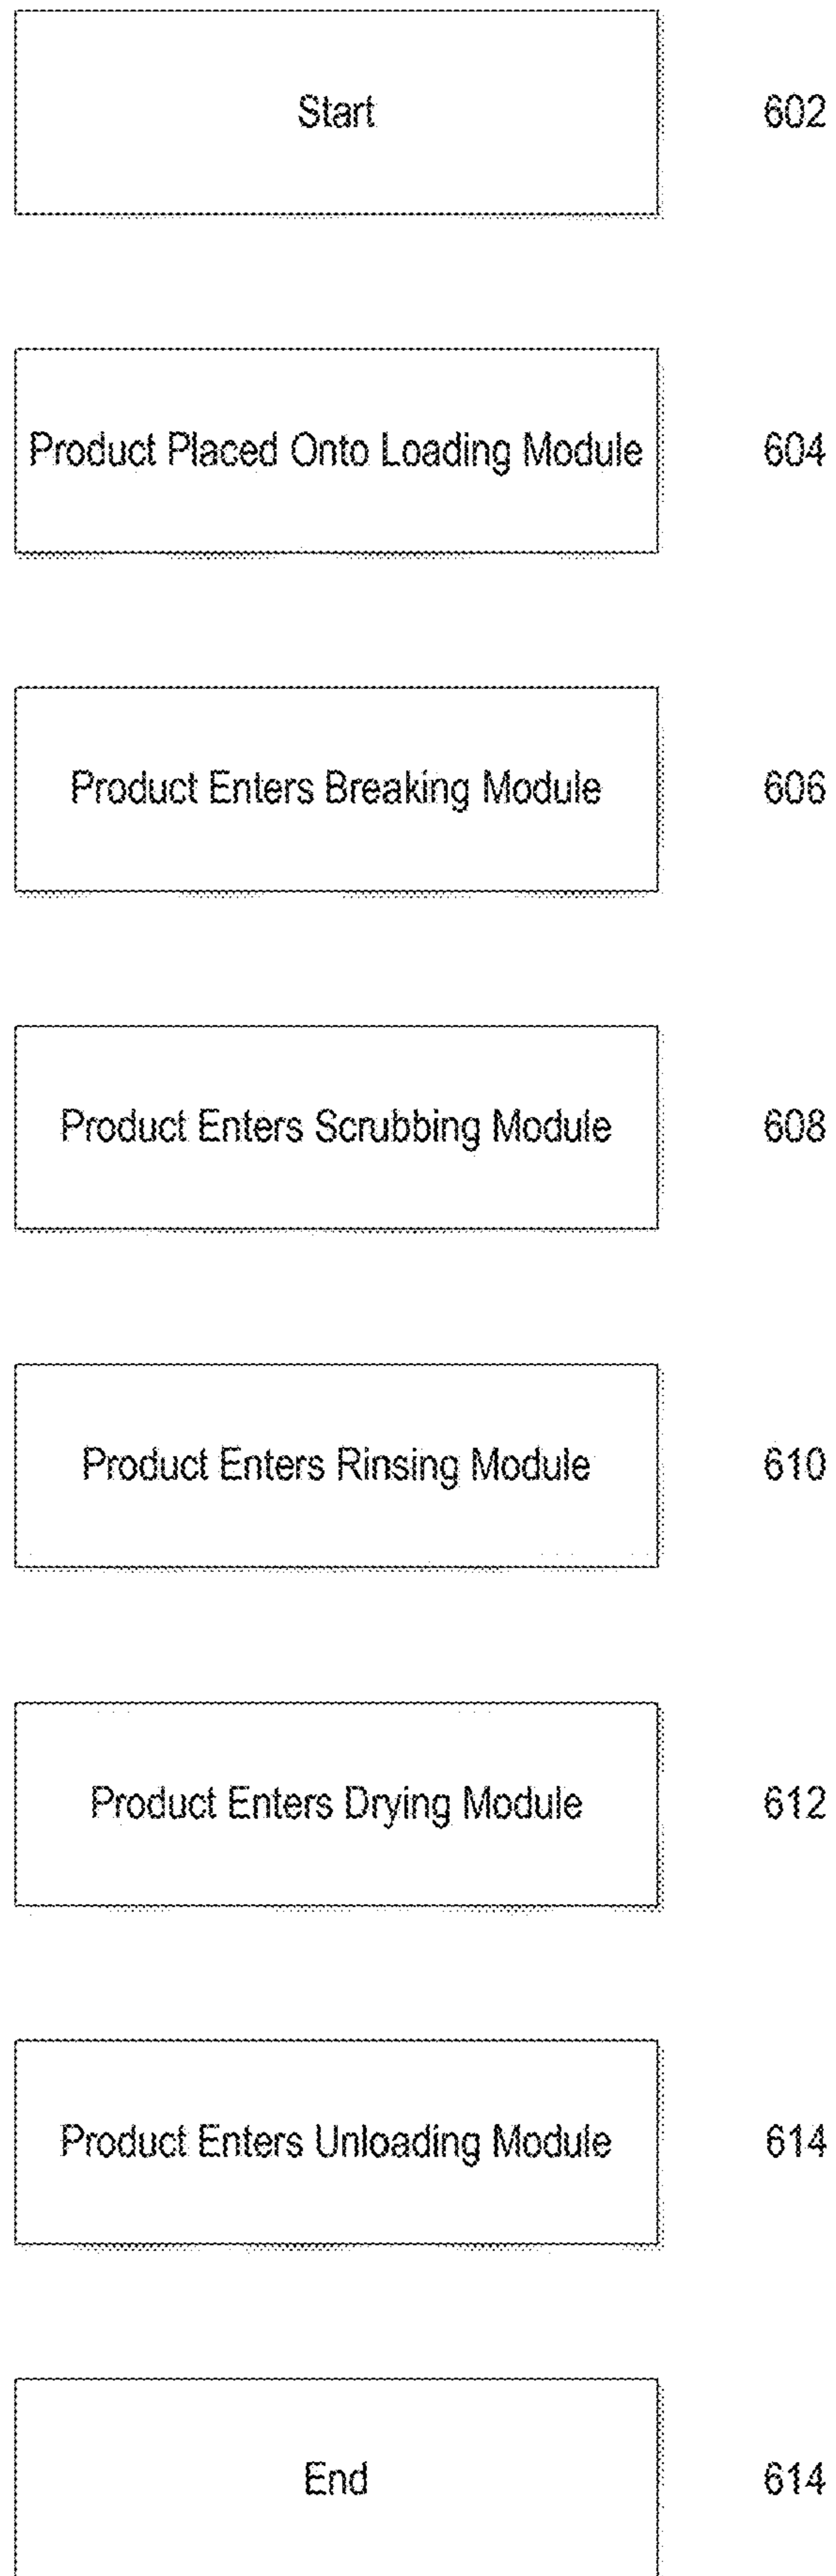 Start 602
Product Placed Onto Loading Module 604
Product Enters Breaking Module 606
Product Enters Scrubbing Module 608
Product Enters Rinsing Module 610
Product Enters Drying Module 612
Product Enters Unloading Module 614
End 614